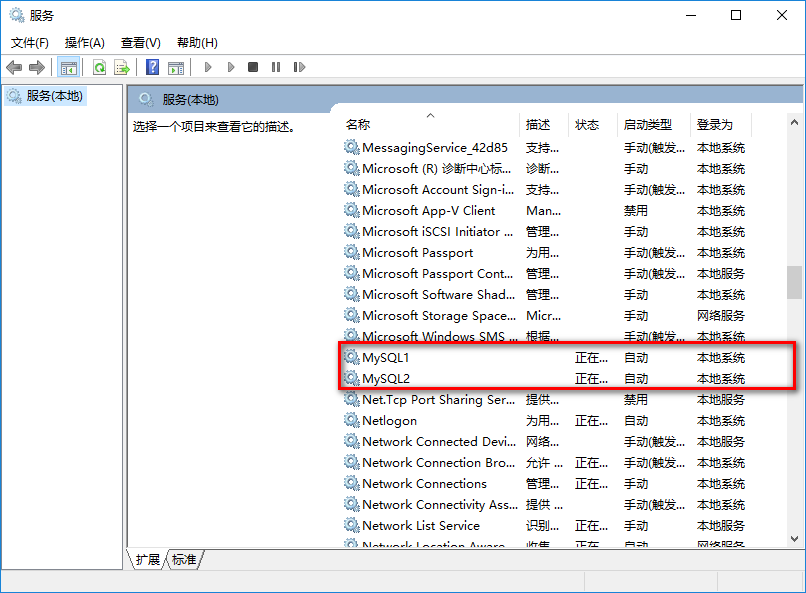 服务
文件(F) 操作(A) 查看(V) 帮助(H)
服务(本地)
服务(本地)
选择一个项目来查看它的描述。
名称 描述 状态 启动类型 登录为
MessagingService_42d85 支持... 手动(触发... 本地系统
Microsoft (R) 诊断中心标... 诊断... 手动 本地系统
Microsoft Account Sign-i... 支持... 手动(触发... 本地系统
Microsoft App-V Client Man... 禁用 本地系统
Microsoft iSCSI Initiator ... 管理... 手动 本地系统
Microsoft Passport 为用... 手动(触发... 本地系统
Microsoft Passport Cont... 管理... 手动(触发... 本地服务
Microsoft Software Shad... 管理... 手动 本地系统
Microsoft Storage Space... Micr... 手动 网络服务
Microsoft Windows SMS ... 根据... 手动(触发... 本地系统
MySQL1 正在... 自动 本地系统
MySQL2 正在... 自动 本地系统
Net.Tcp Port Sharing Ser... 提供... 禁用 本地服务
Netlogon 为用... 正在... 自动 本地系统
Network Connected Devi... 网络... 手动(触发... 本地服务
Network Connection Bro... 允许 ... 正在... 手动(触发... 本地系统
Network Connections 管理... 正在... 手动 本地系统
Network Connectivity Ass... 提供 ... 手动(触发... 本地系统
Network List Service 识别... 正在... 手动 本地服务
Network Location Aware... 收集... 正在... 自动 网络服务
扩展 标准